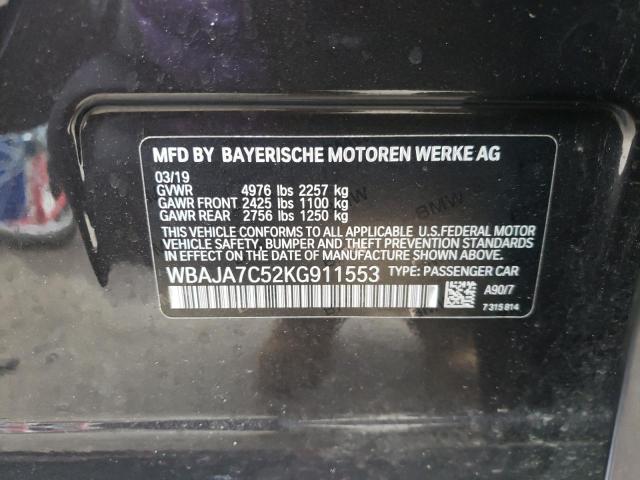 MFD BY BAYERISCHE MOTOREN WERKE AG
03/19
GVWR 4976 lbs 2257 kg
GAWR FRONT 2425 lbs 1100 kg
GAWR REAR 2756 lbs 1250 kg
THIS VEHICLE CONFORMS TO ALL APPLICABLE U.S.FEDERAL MOTOR
VEHICLE SAFETY, BUMPER AND THEFT PREVENTION STANDARDS
IN EFFECT ON THE DATE OF MANUFACTURE SHOWN ABOVE.
WBAJA7C52KG911553 TYPE: PASSENGER CAR
A90/7
7 315 814